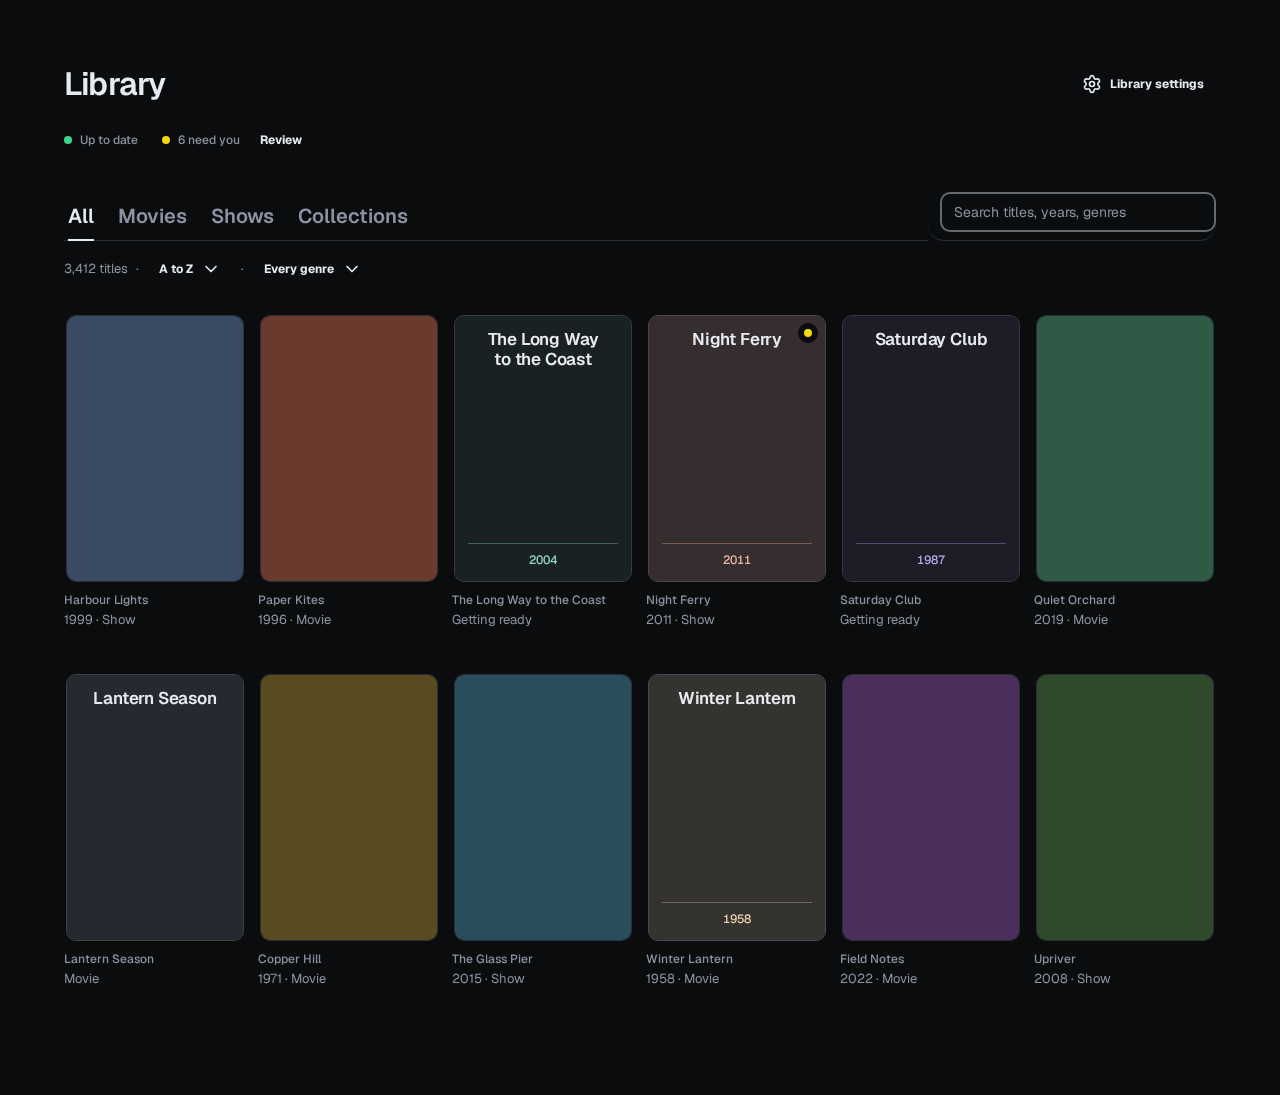 Library
Library settings
Up to date
6 need you
Review
All
Movies
Shows
Collections
Search titles, years, genres
3,412 titles · A to Z · Every genre
The Long Way
to the Coast
2004
Night Ferry
2011
Saturday Club
1987
Harbour Lights
1999 · Show
Paper Kites
1996 · Movie
The Long Way to the Coast
Getting ready
Night Ferry
2011 · Show
Saturday Club
Getting ready
Quiet Orchard
2019 · Movie
Lantern Season
Winter Lantern
1958
Lantern Season
Movie
Copper Hill
1971 · Movie
The Glass Pier
2015 · Show
Winter Lantern
1958 · Movie
Field Notes
2022 · Movie
Upriver
2008 · Show